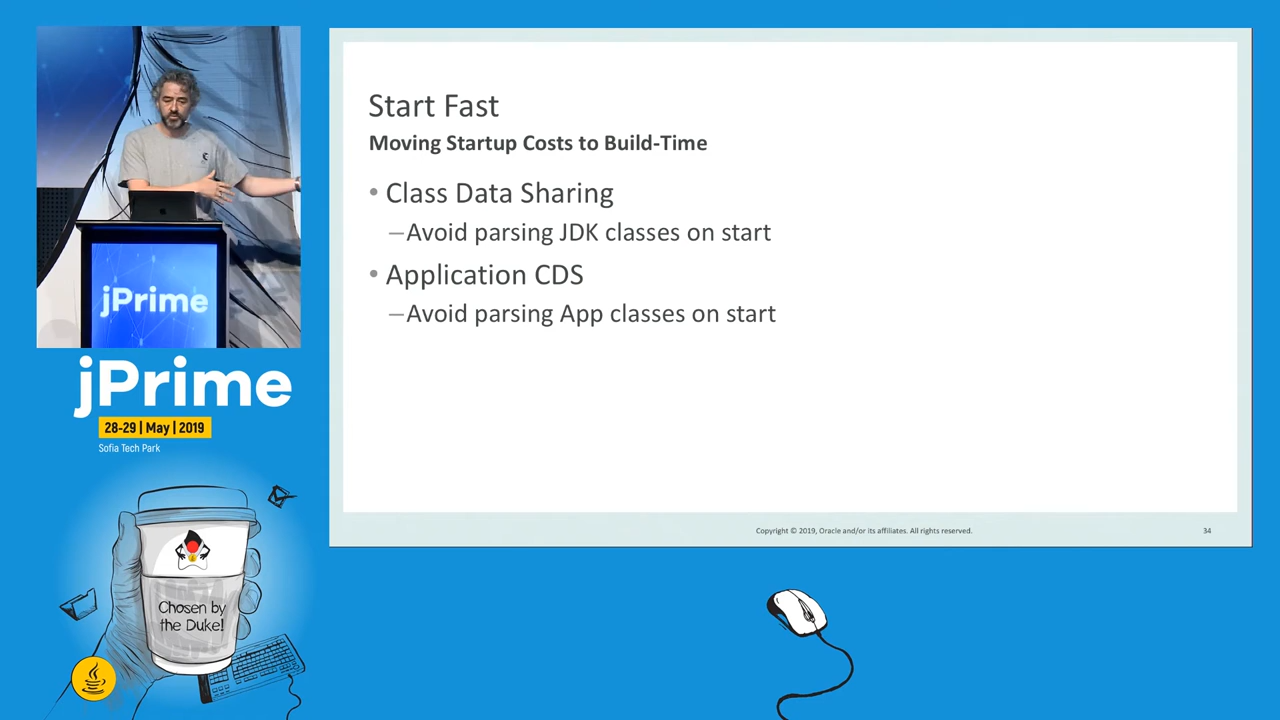 jPrime
jPrime
28-29 | May | 2019
Sofia Tech Park
Chosen by
the Duke!
Start Fast
Moving Startup Costs to Build-Time
• Class Data Sharing
–Avoid parsing JDK classes on start
• Application CDS
–Avoid parsing App classes on start
Copyright © 2019, Oracle and/or its affiliates. All rights reserved.
34